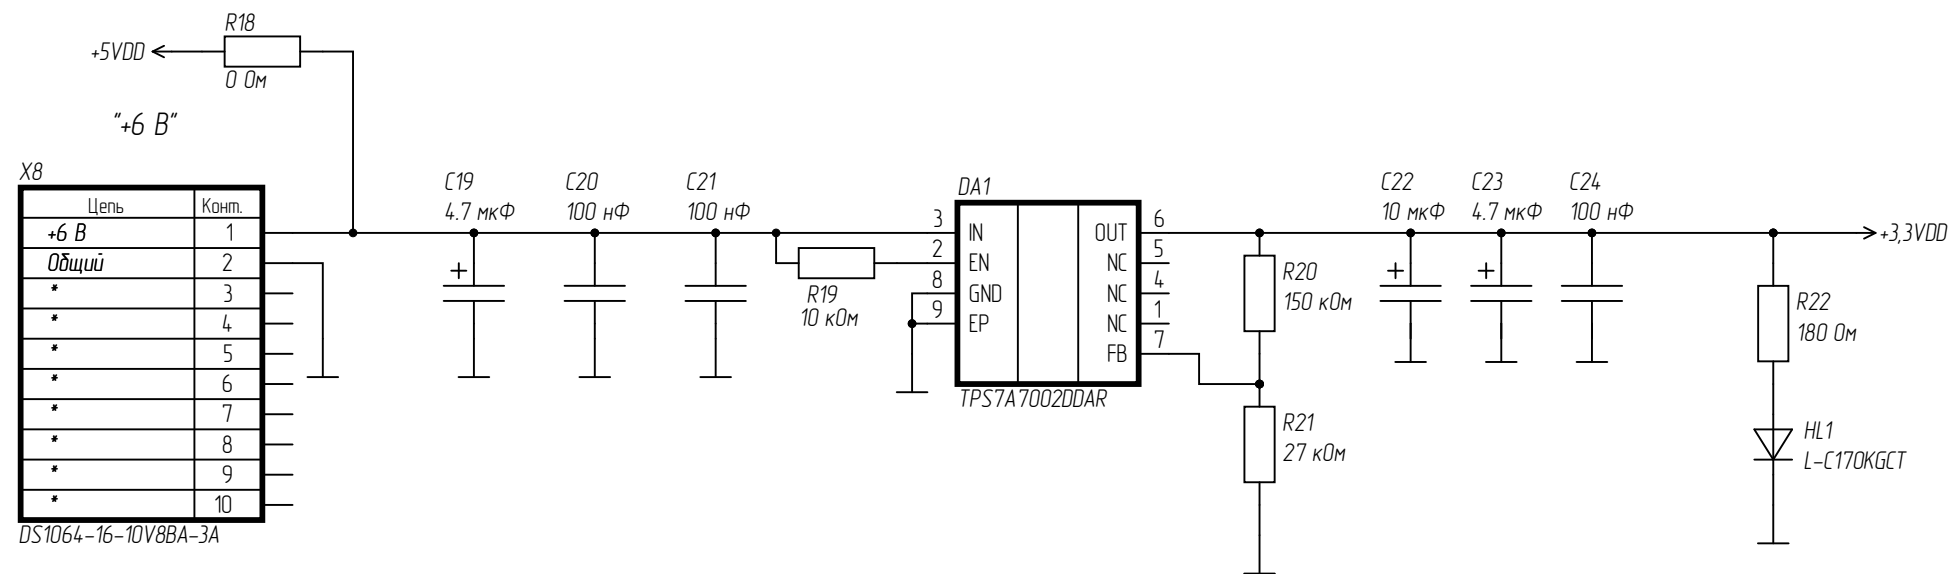 R18
+5VDD
0 Ом
"+6 В"
X8
Цепь Конт.
+6 В 1
Общий 2
* 3
* 4
* 5
* 6
* 7
* 8
* 9
* 10
DS1064-16-10V8BA-3A
C19
4.7 мкФ
C20
100 нФ
C21
100 нФ
R19
10 кОм
DA1
3 IN OUT 6
2 EN NC 5
8 GND NC 4
9 EP NC 1
FB 7
TPS7A7002DDAR
R20
150 кОм
R21
27 кОм
C22
10 мкФ
C23
4.7 мкФ
C24
100 нФ
+3,3VDD
R22
180 Ом
HL1
L-C170KGCT